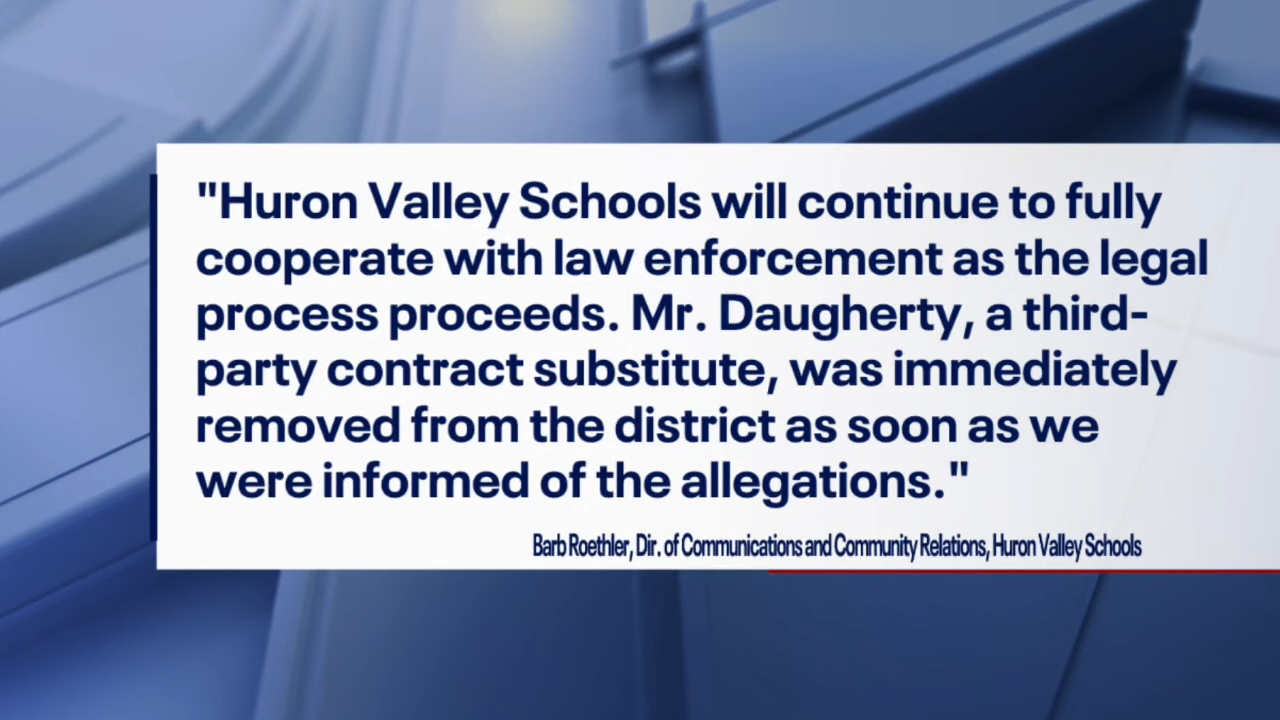 "Huron Valley Schools will continue to fully
cooperate with law enforcement as the legal
process proceeds. Mr. Daugherty, a third-
party contract substitute, was immediately
removed from the district as soon as we
were informed of the allegations."
Barb Roethler, Dir. of Communications and Community Relations, Huron Valley Schools